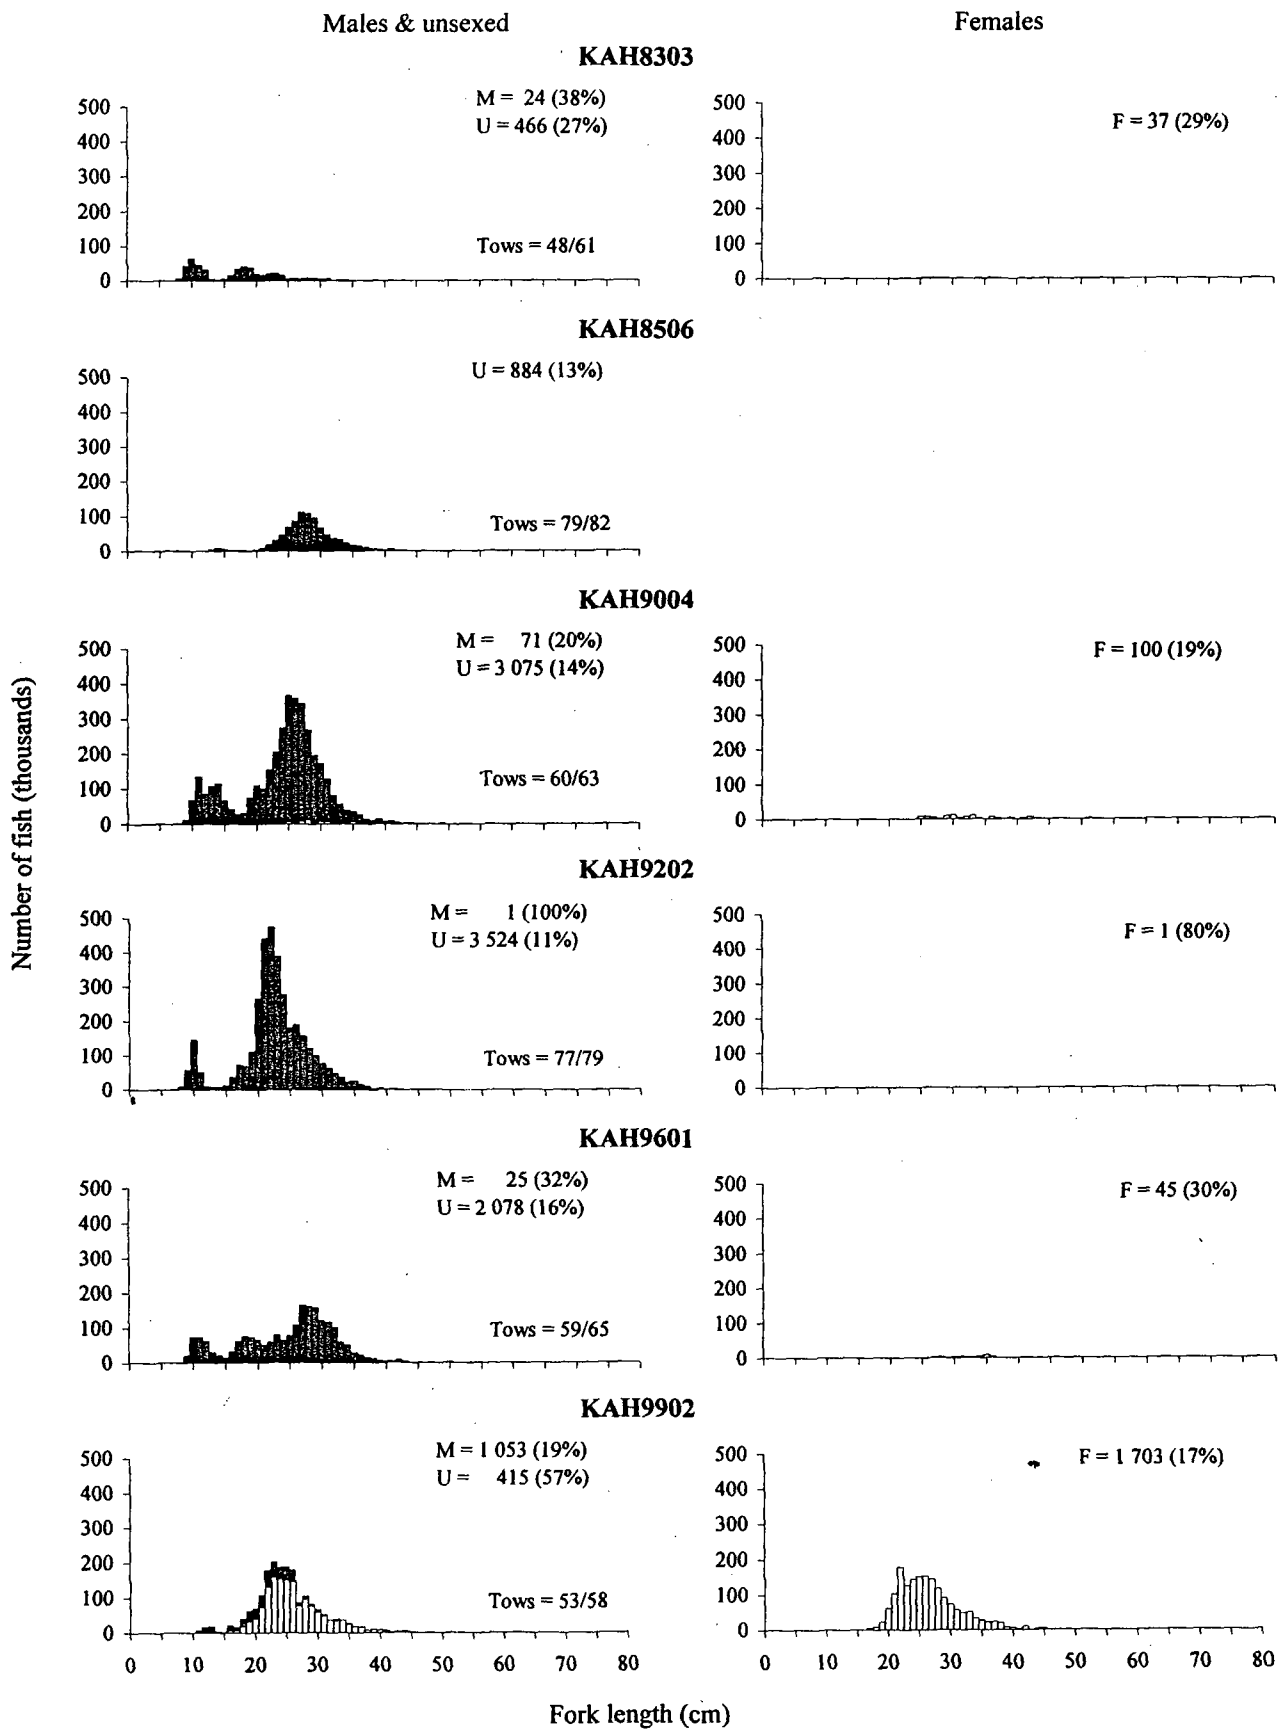 Males & unsexed
Females
KAH8303
M = 24 (38%)
U = 466 (27%)
F = 37 (29%)
500
400
300
200
100
0
Tows = 48/61
500
400
300
200
100
0
KAH8506
U = 884 (13%)
500
400
300
200
100
0
Tows = 79/82
KAH9004
M = 71 (20%)
U = 3 075 (14%)
F = 100 (19%)
500
400
300
200
100
0
Tows = 60/63
500
400
300
200
100
0
Number of fish (thousands)
KAH9202
M = 1 (100%)
U = 3 524 (11%)
F = 1 (80%)
500
400
300
200
100
0
Tows = 77/79
500
400
300
200
100
0
KAH9601
M = 25 (32%)
U = 2 078 (16%)
F = 45 (30%)
500
400
300
200
100
0
Tows = 59/65
500
400
300
200
100
0
KAH9902
M = 1 053 (19%)
U = 415 (57%)
F = 1 703 (17%)
500
400
300
200
100
0
Tows = 53/58
500
400
300
200
100
0
0 10 20 30 40 50 60 70 80
0 10 20 30 40 50 60 70 80
Fork length (cm)